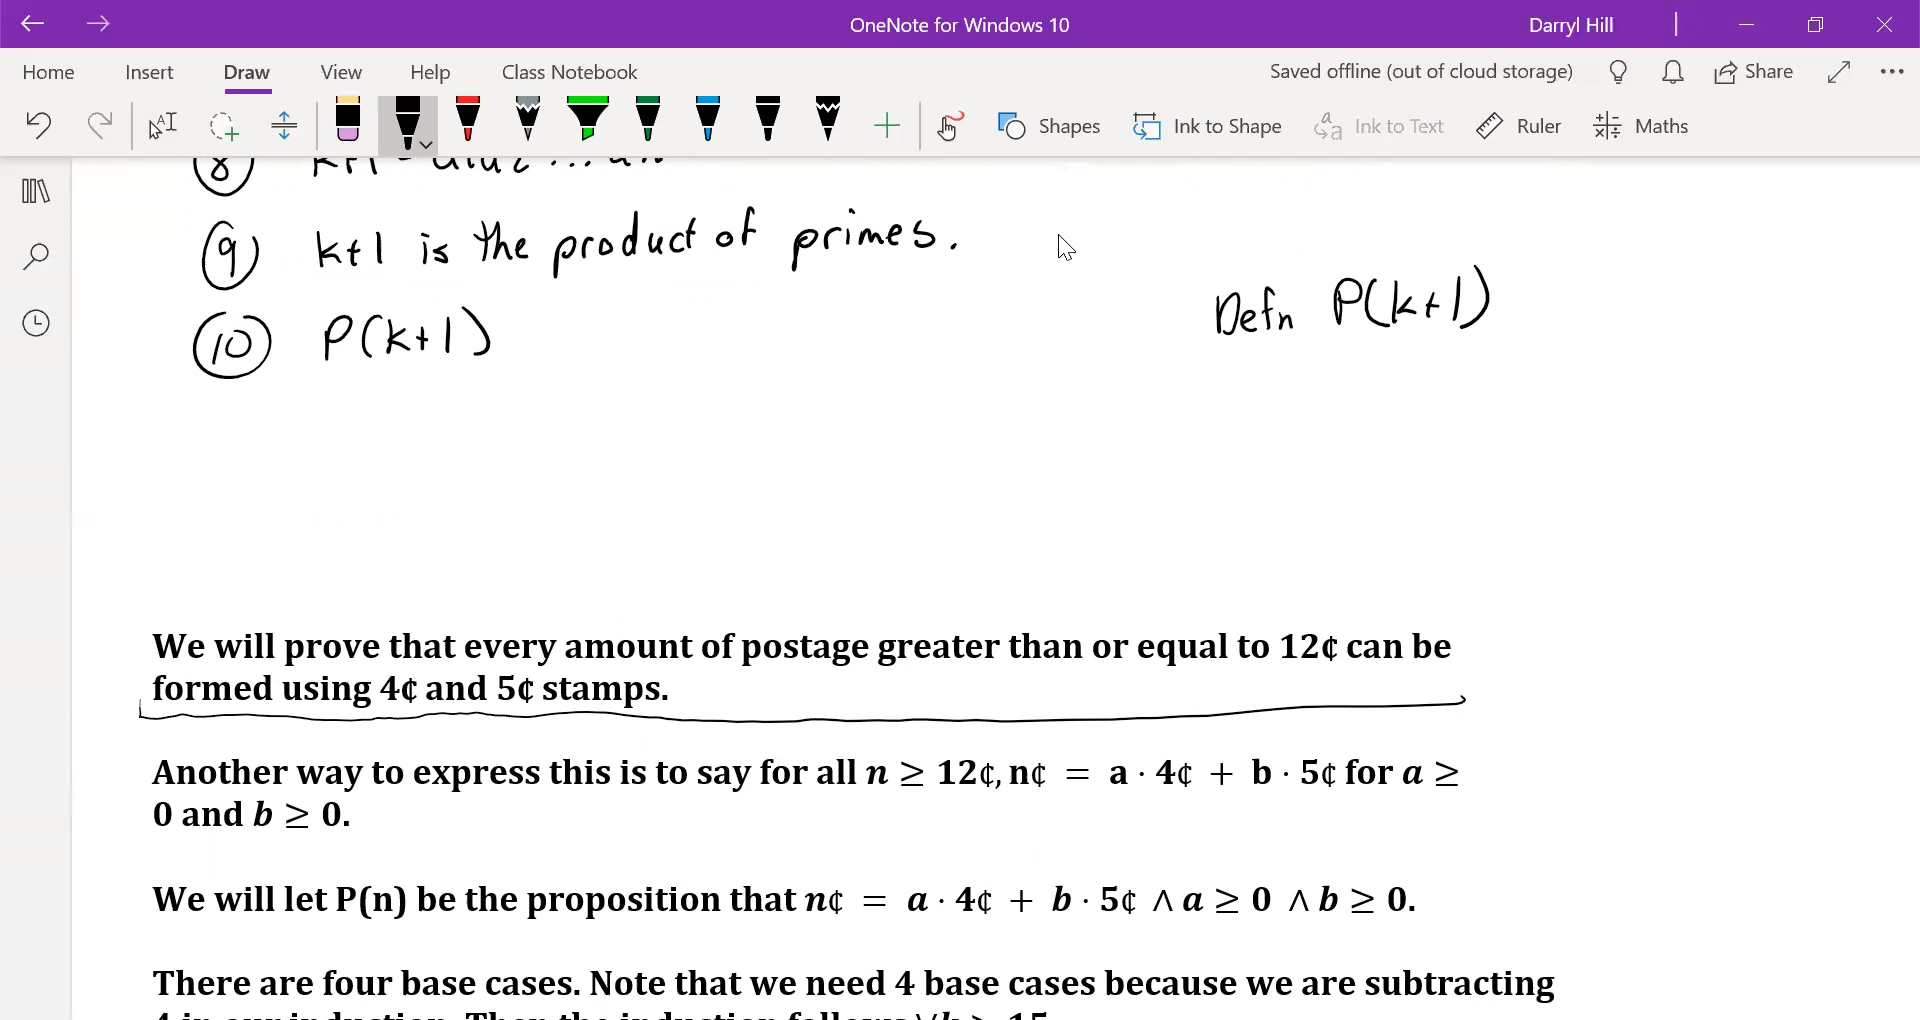 OneNote for Windows 10
Darryl Hill
Home Insert Draw View Help Class Notebook
Saved offline (out of cloud storage) Share
Shapes Ink to Shape Ink to Text Ruler Maths
⑧
⑨ k+1 is the product of primes.
Defn P(k+1)
⑩ P(k+1)
We will prove that every amount of postage greater than or equal to 12¢ can be
formed using 4¢ and 5¢ stamps.
Another way to express this is to say for all n ≥ 12¢, n¢ = a · 4¢ + b · 5¢ for a ≥
0 and b ≥ 0.
We will let P(n) be the proposition that n¢ = a · 4¢ + b · 5¢ ∧ a ≥ 0 ∧ b ≥ 0.
There are four base cases. Note that we need 4 base cases because we are subtracting